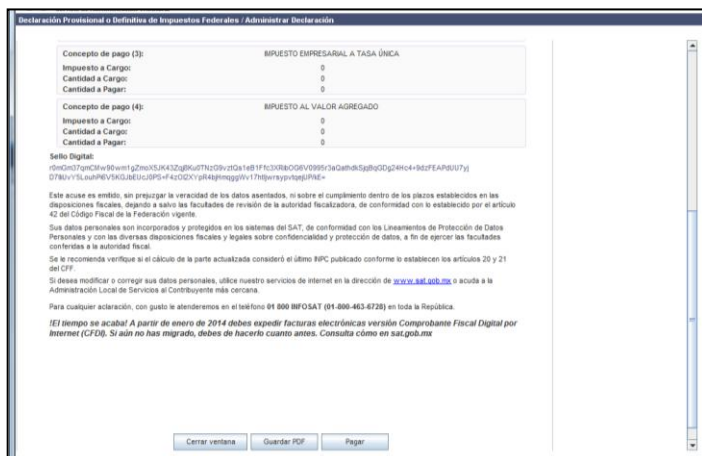 Declaración Provisional o Definitiva de Impuestos Federales / Administrar Declaración
Concepto de pago (3): IMPUESTO EMPRESARIAL A TASA ÚNICA
Impuesto a Cargo: 0
Cantidad a Cargo: 0
Cantidad a Pagar: 0
Concepto de pago (4): IMPUESTO AL VALOR AGREGADO
Impuesto a Cargo: 0
Cantidad a Cargo: 0
Cantidad a Pagar: 0
Sello Digital:
Este acuse es emitido, sin prejuzgar la veracidad de los datos asentados, ni sobre el cumplimiento dentro de los plazos establecidos en las
disposiciones fiscales, dejando a salvo las facultades de revisión de la autoridad fiscalizadora, de conformidad con lo establecido por el artículo
42 del Código Fiscal de la Federación vigente.
Sus datos personales son incorporados y protegidos en los sistemas del SAT, de conformidad con los Lineamientos de Protección de Datos
Personales y con las diversas disposiciones fiscales y legales sobre confidencialidad y protección de datos, a fin de ejercer las facultades
conferidas a la autoridad fiscal.
Se le recomienda verifique si el cálculo de la parte actualizada consideró el último INPC publicado conforme lo establecen los artículos 20 y 21
del CFF.
Si desea modificar o corregir sus datos personales, utilice nuestro servicios de internet en la dirección de www.sat.gob.mx o acuda a la
Administración Local de Servicios al Contribuyente más cercana.
Para cualquier aclaración, con gusto le atenderemos en el teléfono 01 800 INFOSAT (01-800-463-6728) en toda la República.
!El tiempo se acaba! A partir de enero de 2014 debes expedir facturas electrónicas versión Comprobante Fiscal Digital por
Internet (CFDI). Si aún no has migrado, debes de hacerlo cuanto antes. Consulta cómo en sat.gob.mx
Cerrar ventana Guardar PDF Pagar